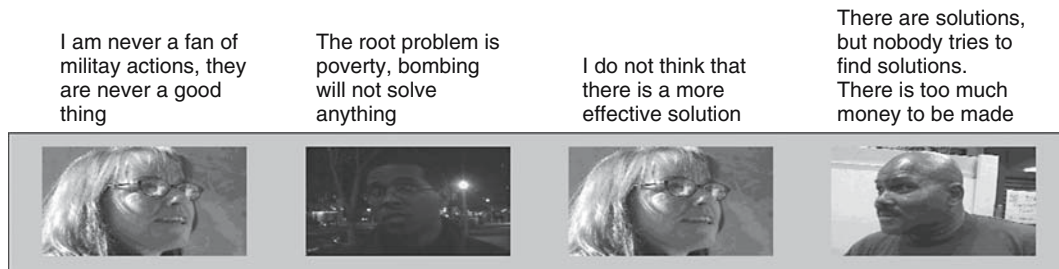 I am never a fan of
militay actions, they
are never a good
thing
The root problem is
poverty, bombing
will not solve
anything
I do not think that
there is a more
effective solution
There are solutions,
but nobody tries to
find solutions.
There is too much
money to be made